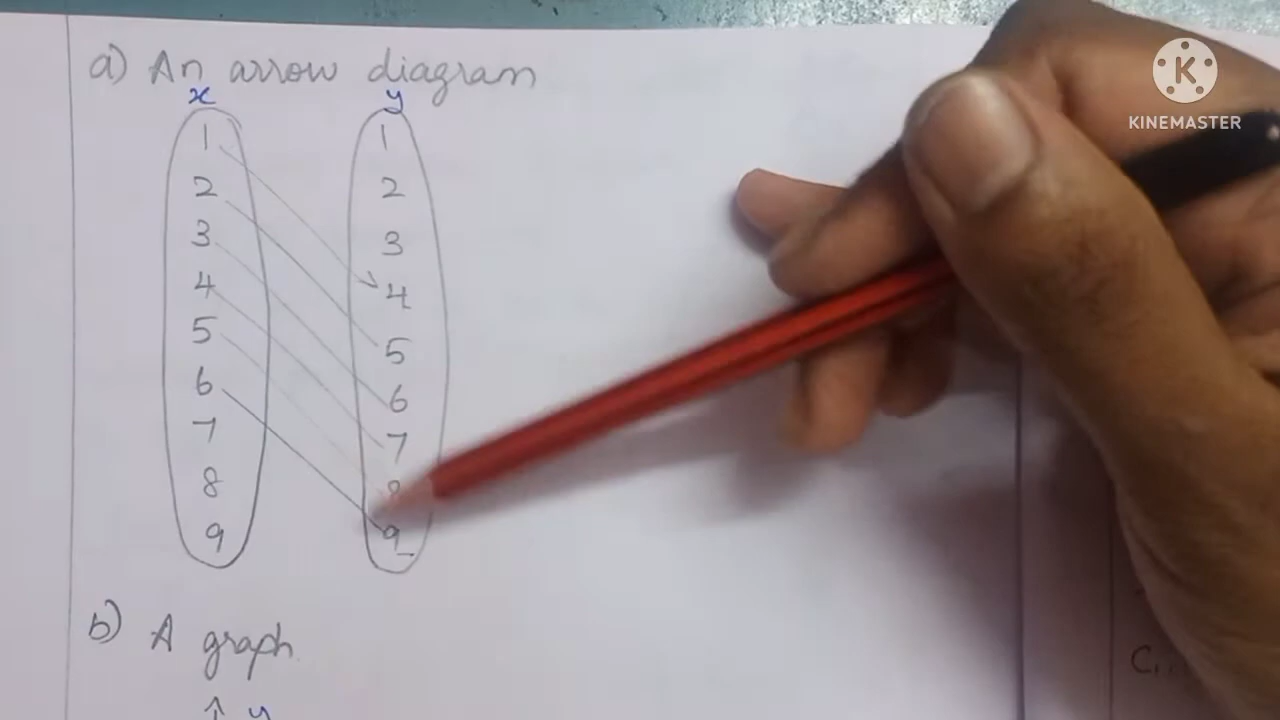 a) An arrow diagram
x y
1 1
2 2
3 3
4 4
5 5
6 6
7 7
8 8
9 9
b) A graph
y
KINEMASTER